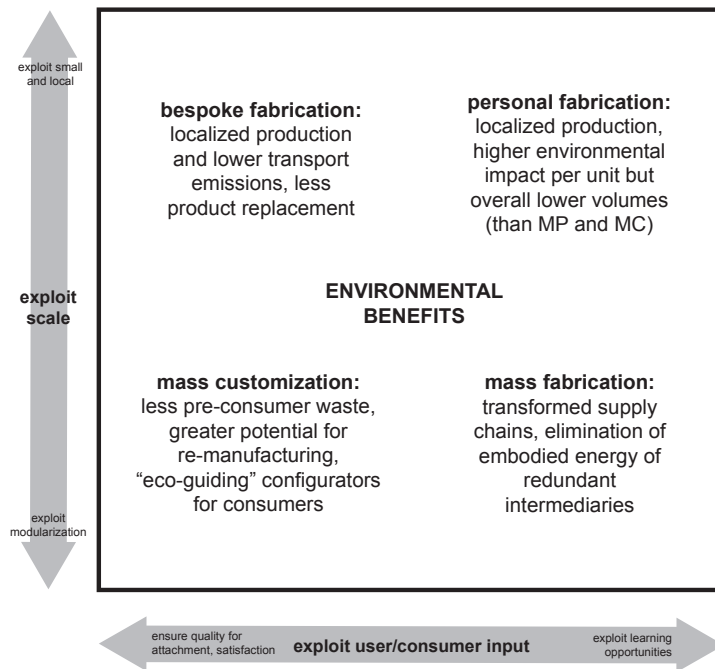 exploit small
and local
bespoke fabrication:
localized production
and lower transport
emissions, less
product replacement
personal fabrication:
localized production,
higher environmental
impact per unit but
overall lower volumes
(than MP and MC)
exploit
scale
ENVIRONMENTAL
BENEFITS
mass customization:
less pre-consumer waste,
greater potential for
re-manufacturing,
“eco-guiding” configurators
for consumers
mass fabrication:
transformed supply
chains, elimination of
embodied energy of
redundant
intermediaries
exploit
modularization
ensure quality for
attachment, satisfaction
exploit user/consumer input
exploit learning
opportunities